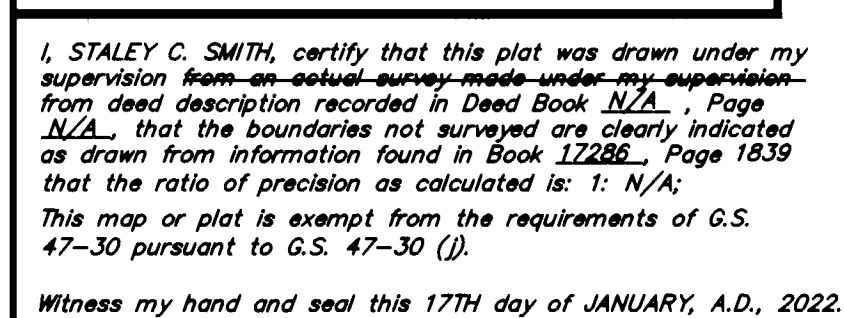 I, STALEY C. SMITH, certify that this plat was drawn under my
supervision from an actual survey made under my supervision
from deed description recorded in Deed Book N/A , Page
N/A , that the boundaries not surveyed are clearly indicated
as drawn from information found in Book 17286 , Page 1839
that the ratio of precision as calculated is: 1: N/A;
This map or plat is exempt from the requirements of G.S.
47-30 pursuant to G.S. 47-30 (j).
Witness my hand and seal this 17TH day of JANUARY, A.D., 2022.